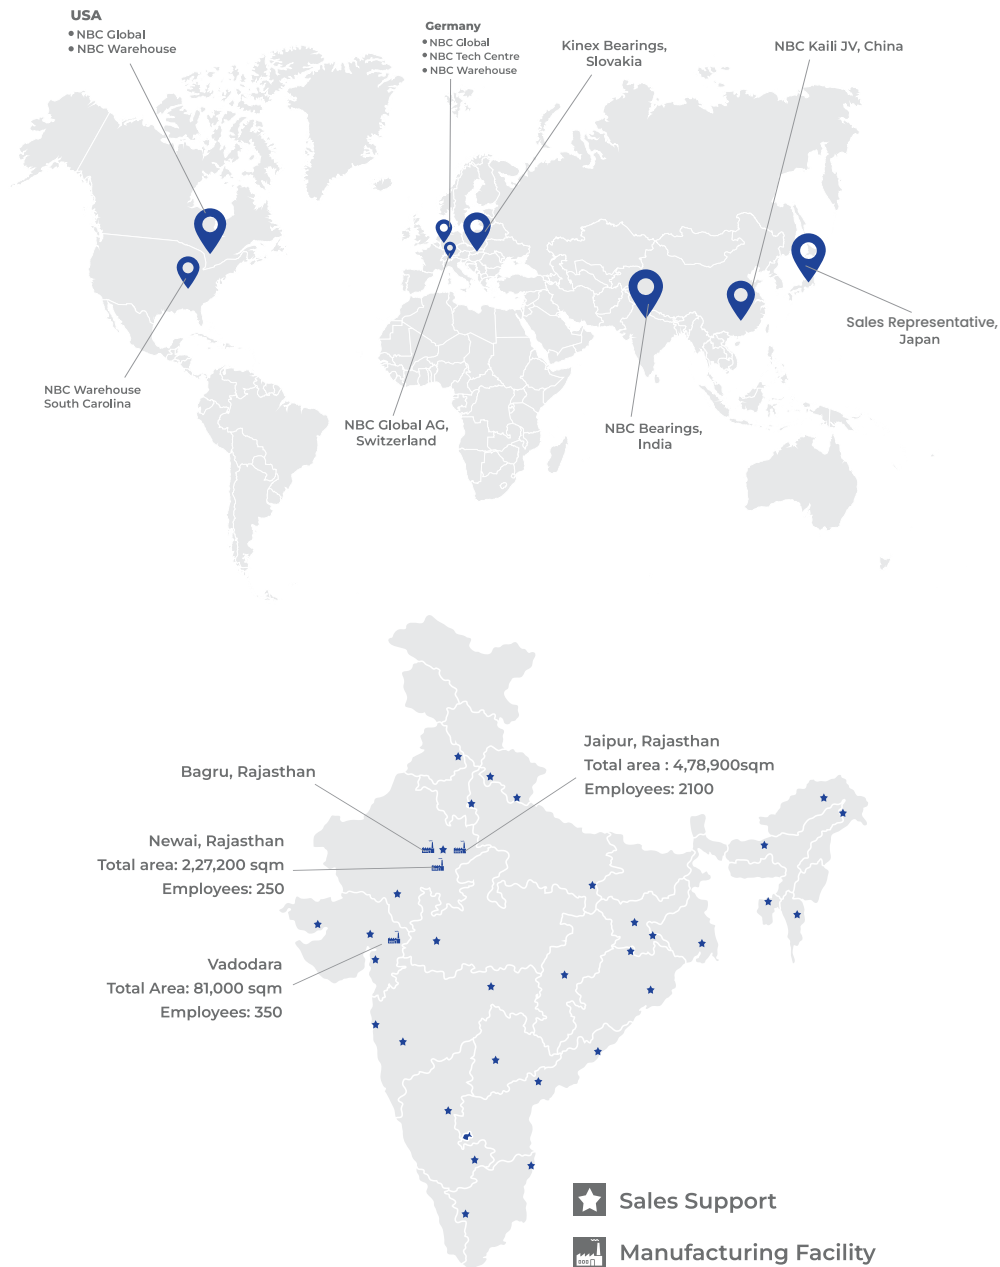 USA
• NBC Global
• NBC Warehouse
Germany
• NBC Global
• NBC Tech Centre
• NBC Warehouse
Kinex Bearings,
Slovakia
NBC Kaili JV, China
Sales Representative,
Japan
NBC Warehouse
South Carolina
NBC Global AG,
Switzerland
NBC Bearings,
India
Jaipur, Rajasthan
Total area : 4,78,900sqm
Employees: 2100
Bagru, Rajasthan
Newai, Rajasthan
Total area: 2,27,200 sqm
Employees: 250
Vadodara
Total Area: 81,000 sqm
Employees: 350
Sales Support
Manufacturing Facility